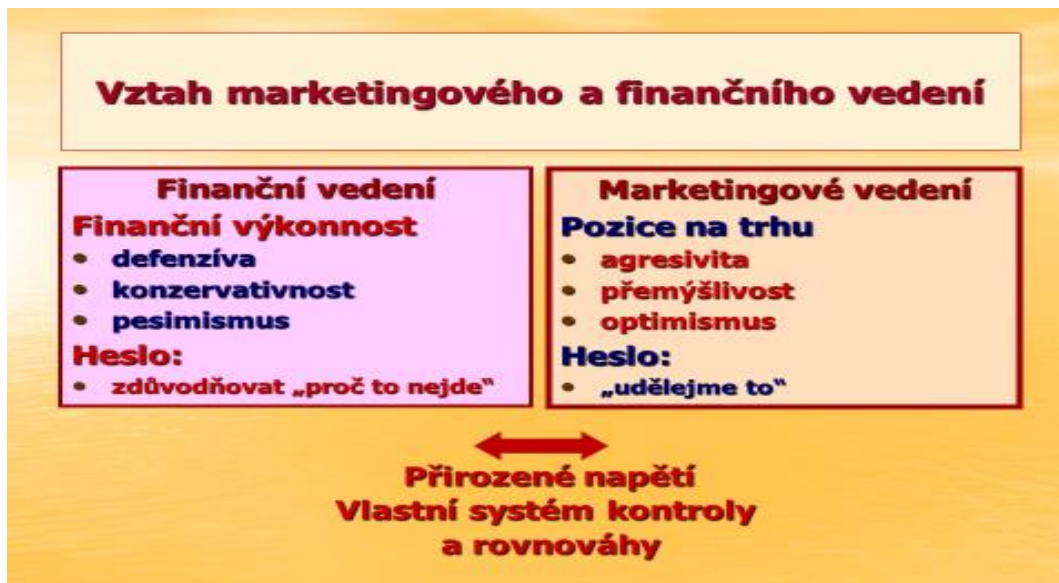 Vztah marketingového a finančního vedení
Finanční vedení
Finanční výkonnost
• defenzíva
• konzervativnost
• pesimismus
Heslo:
• zdůvodňovat „proč to nejde“
Marketingové vedení
Pozice na trhu
• agresivita
• přemýšlivost
• optimismus
Heslo:
• „udělejme to“
Přirozené napětí
Vlastní systém kontroly
a rovnováhy